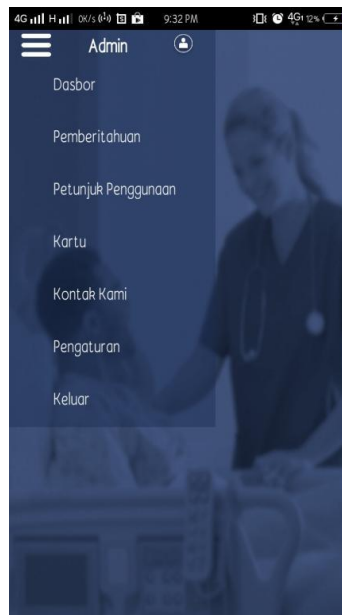 4G H 0K/s 9:32 PM 4G 12%
Admin
Dasbor
Pemberitahuan
Petunjuk Penggunaan
Kartu
Kontak Kami
Pengaturan
Keluar